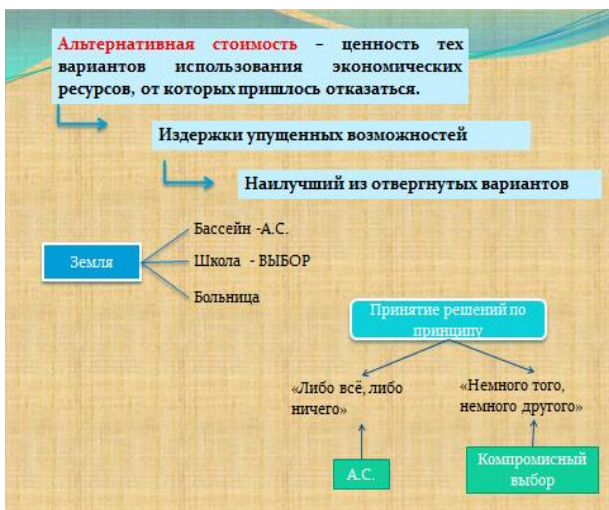 Альтернативная стоимость – ценность тех
вариантов использования экономических
ресурсов, от которых пришлось отказаться.
Издержки упущенных возможностей
Наилучший из отвергнутых вариантов
Бассейн -А.С.
Земля
Школа - ВЫБОР
Больница
Принятие решений по
принципу
«Либо всё, либо
ничего»
«Немного того,
немного другого»
А.С.
Компромисный
выбор